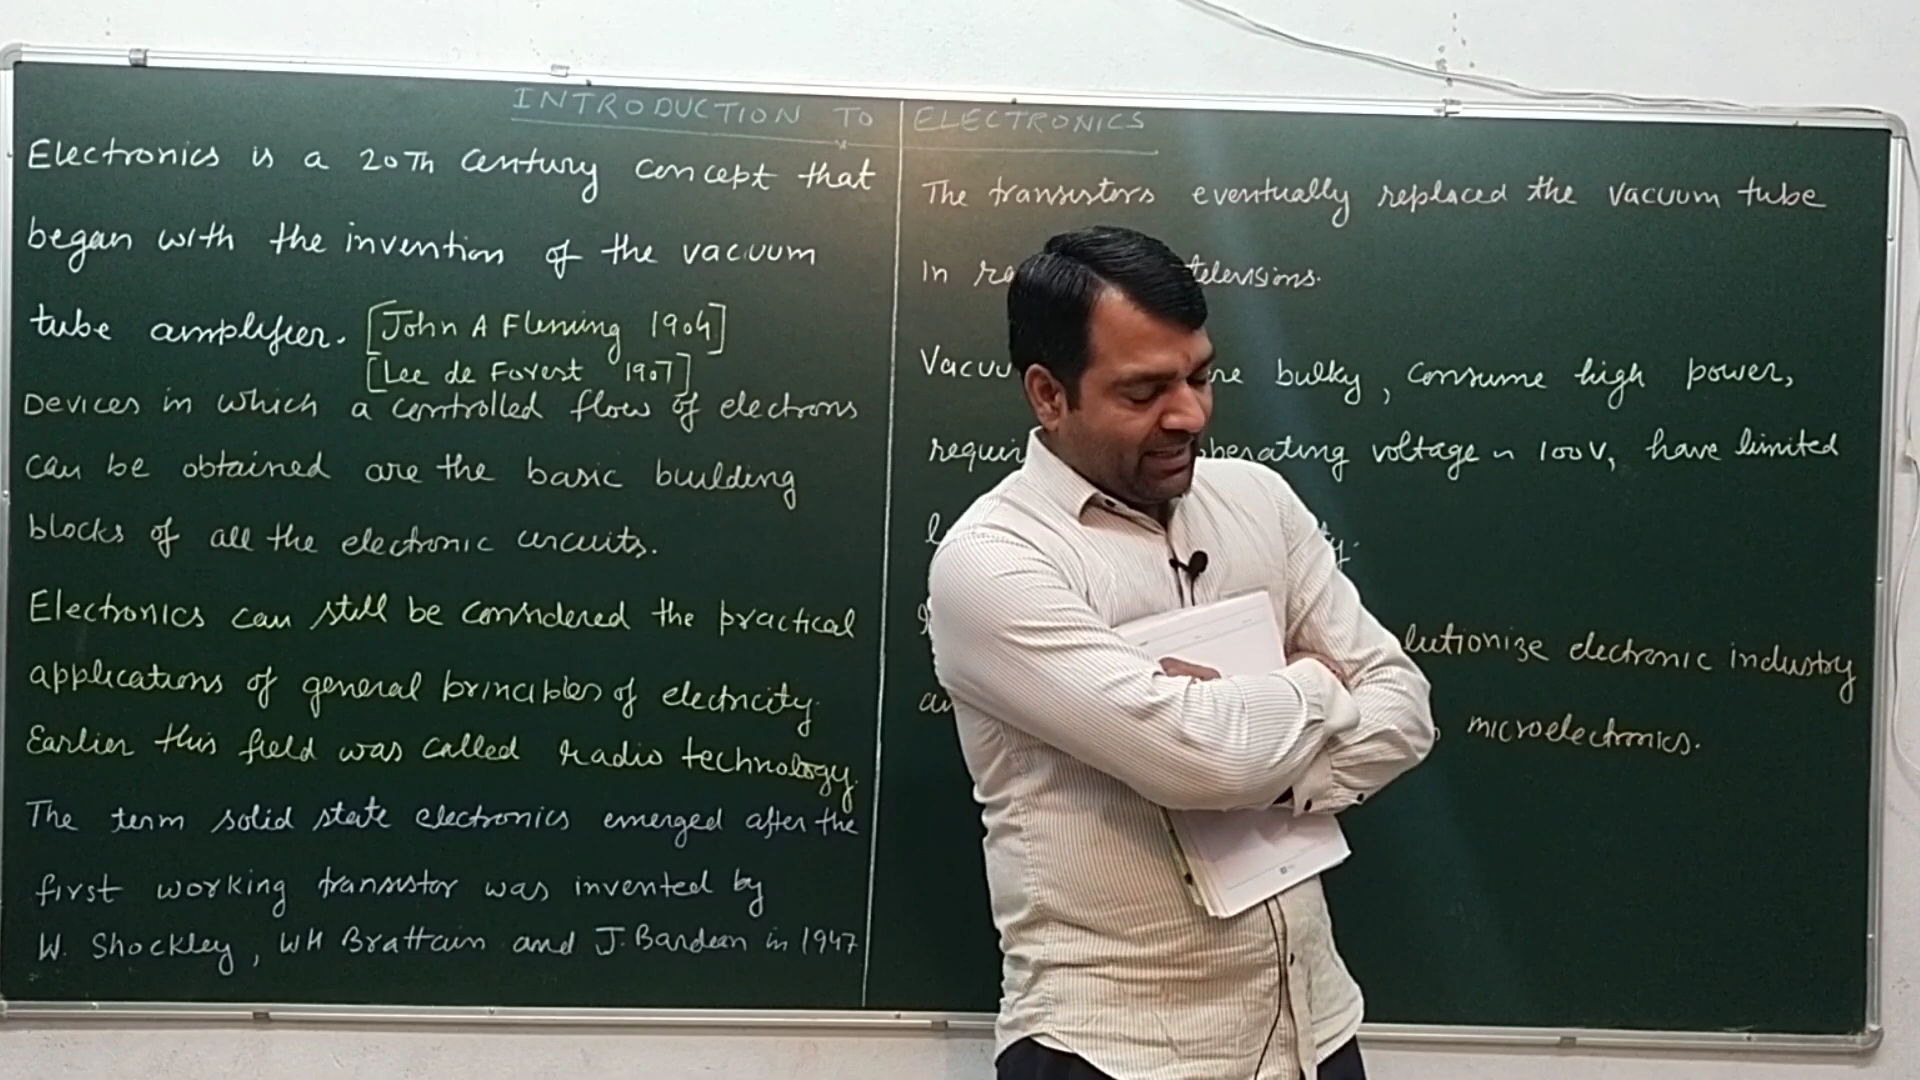 INTRODUCTION TO ELECTRONICS
Electronics is a 20Th Century concept that
began with the invention of the vacuum
tube amplifier. [John A Fleming 1904]
[Lee de Forest 1907]
Devices in which a controlled flow of electrons
can be obtained are the basic building
blocks of all the electronic circuits.
Electronics can still be considered the practical
applications of general principles of electricity.
Earlier this field was called radio technology.
The term solid state electronics emerged after the
first working transistor was invented by
W. Shockley, WH Brattain and J. Bardeen in 1947
The transistors eventually replaced the vacuum tube
In televisions.
bulky, consume high power,
operating voltage ~ 100V, have limited
electronic industry
microelectronics.